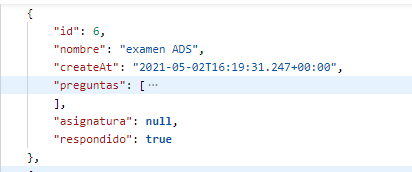 {
"id": 6,
"nombre": "examen ADS",
"createAt": "2021-05-02T16:19:31.247+00:00",
"preguntas": [ ···
],
"asignatura": null,
"respondido": true
},